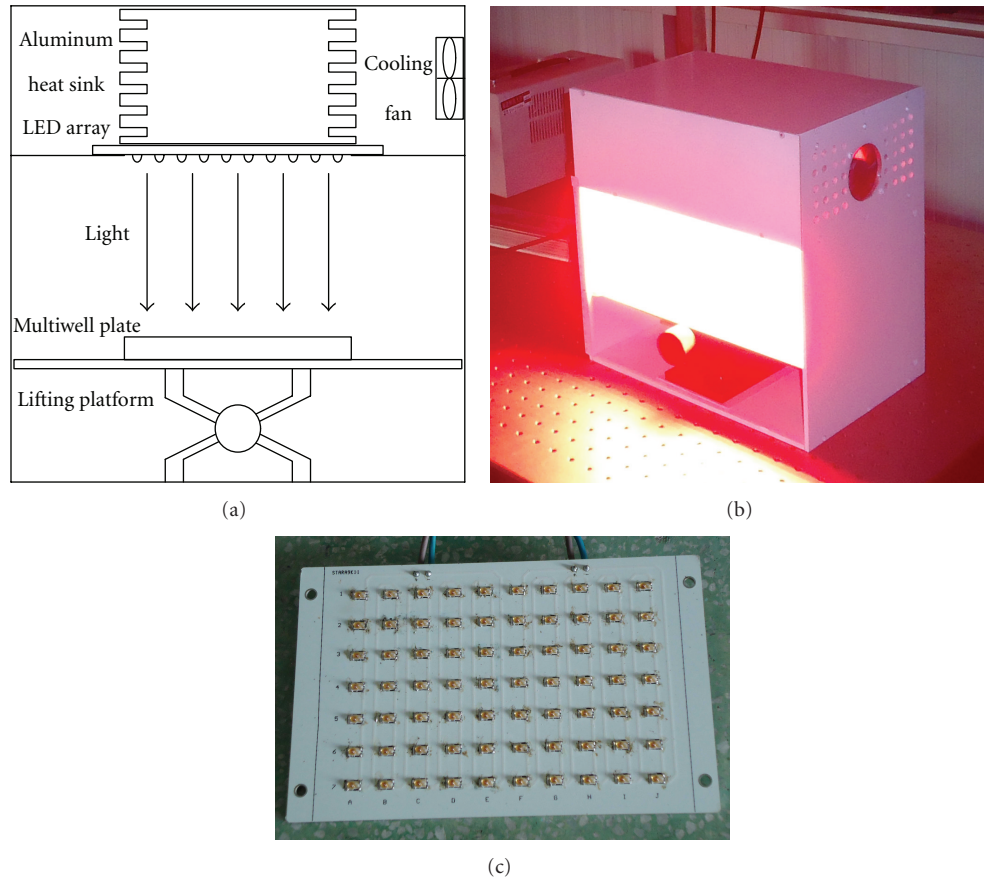 Aluminum
heat sink
LED array
Cooling
fan
Light
Multiwell plate
Lifting platform
(a)
(b)
1
2
3
4
5
6
7
A B C D E F G H I J
(c)